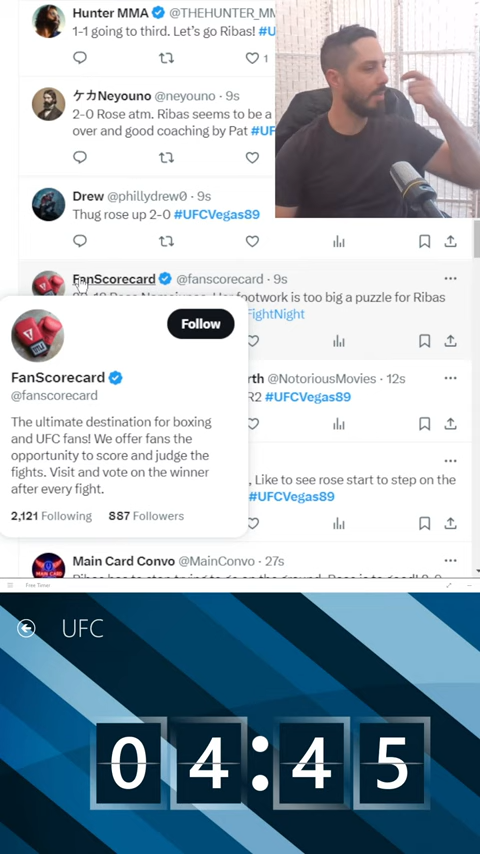 Hunter MMA @THEHUNTER_MM
1-1 going to third. Let's go Ribas! #U
1
ケカNeyouno @neyouno · 9s
2-0 Rose atm. Ribas seems to be a
over and good coaching by Pat #UF
Drew @phillydrew0 · 9s
Thug rose up 2-0 #UFCVegas89
FanScorecard @fanscorecard · 9s
footwork is too big a puzzle for Ribas
FightNight
Follow
FanScorecard
@fanscorecard
The ultimate destination for boxing
and UFC fans! We offer fans the
opportunity to score and judge the
fights. Visit and vote on the winner
after every fight.
2,121 Following 887 Followers
rth @NotoriousMovies · 12s
R2 #UFCVegas89
, Like to see rose start to step on the
#UFCVegas89
Main Card Convo @MainConvo · 27s
Free Timer
UFC
04:45